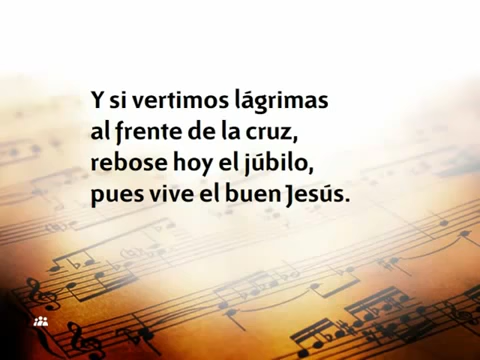 Y si vertimos lágrimas
al frente de la cruz,
rebose hoy el júbilo,
pues vive el buen Jesús.